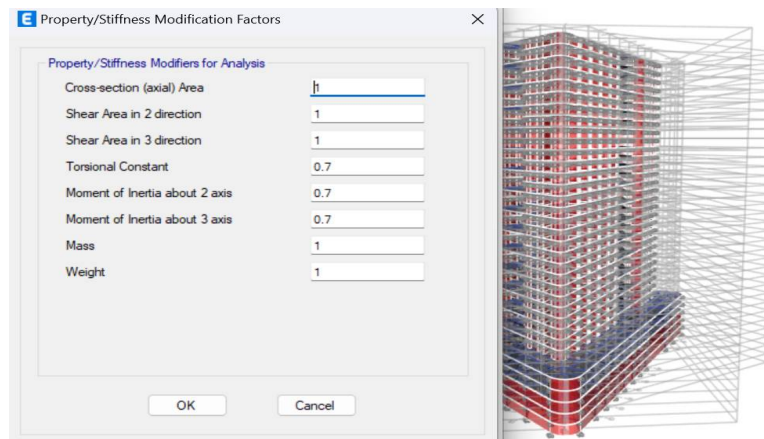 E Property/Stiffness Modification Factors
Property/Stiffness Modifiers for Analysis
Cross-section (axial) Area 1
Shear Area in 2 direction 1
Shear Area in 3 direction 1
Torsional Constant 0.7
Moment of Inertia about 2 axis 0.7
Moment of Inertia about 3 axis 0.7
Mass 1
Weight 1
OK Cancel